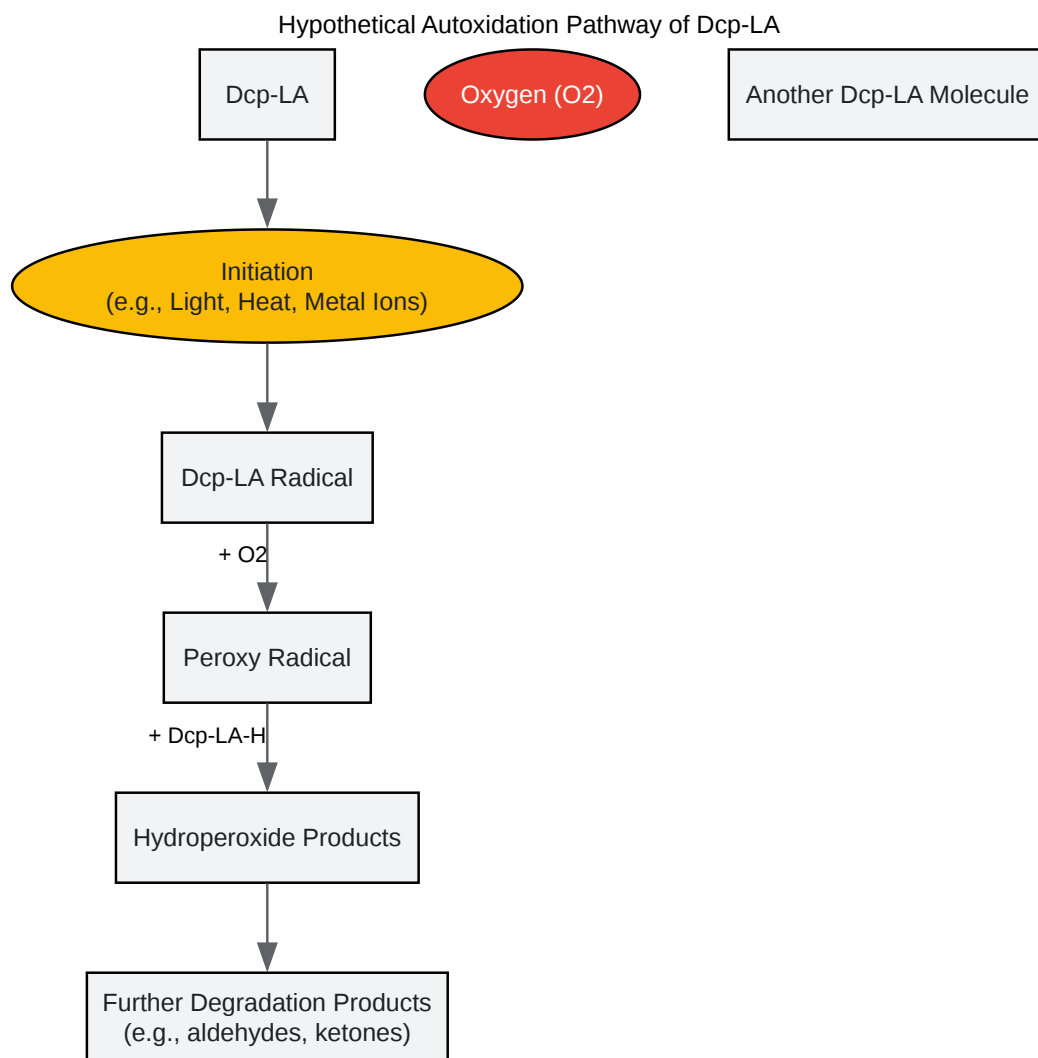 Hypothetical Autoxidation Pathway of Dcp-LA
Dcp-LA
Oxygen (O2)
Another Dcp-LA Molecule
Initiation
(e.g., Light, Heat, Metal Ions)
Dcp-LA Radical
+ O2
Peroxy Radical
+ Dcp-LA-H
Hydroperoxide Products
Further Degradation Products
(e.g., aldehydes, ketones)